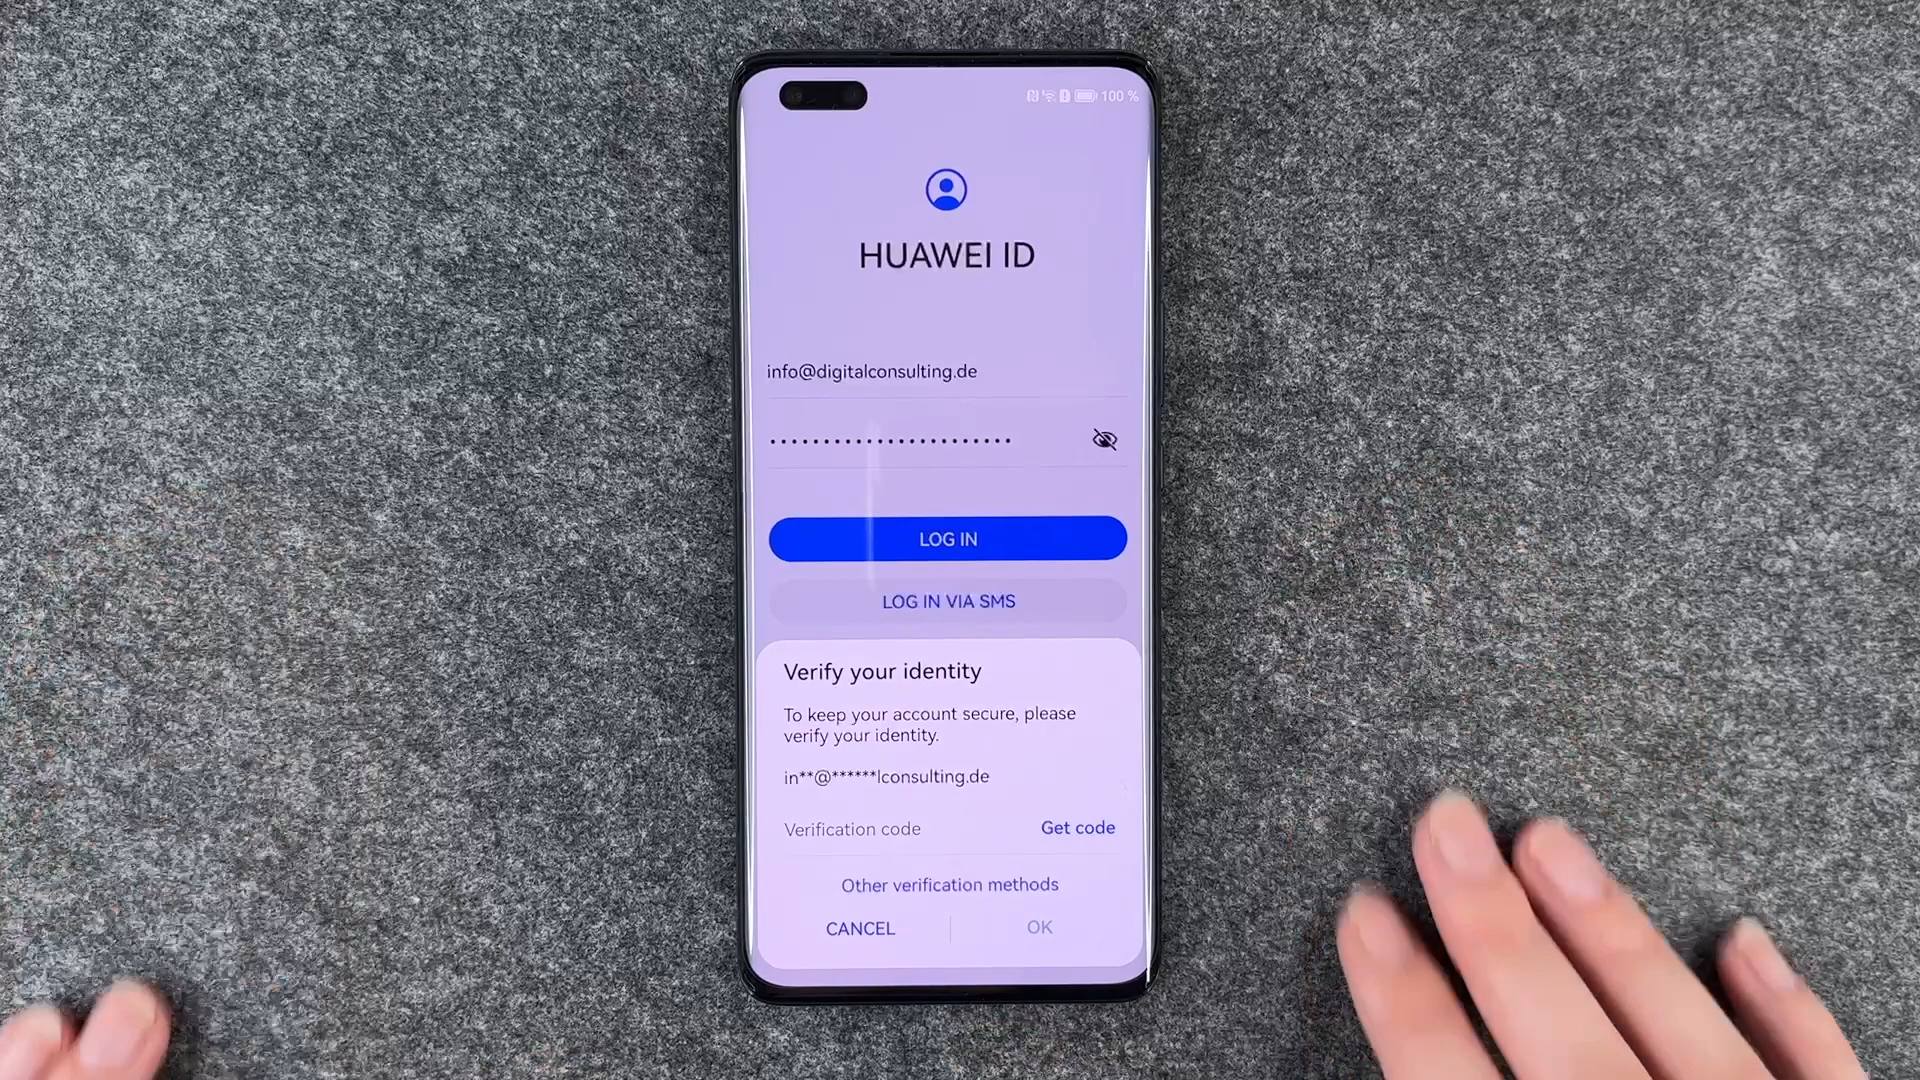 100 %
HUAWEI ID
info@digitalconsulting.de
LOG IN
LOG IN VIA SMS
Verify your identity
To keep your account secure, please
verify your identity.
in**@******lconsulting.de
Verification code
Get code
Other verification methods
CANCEL
OK